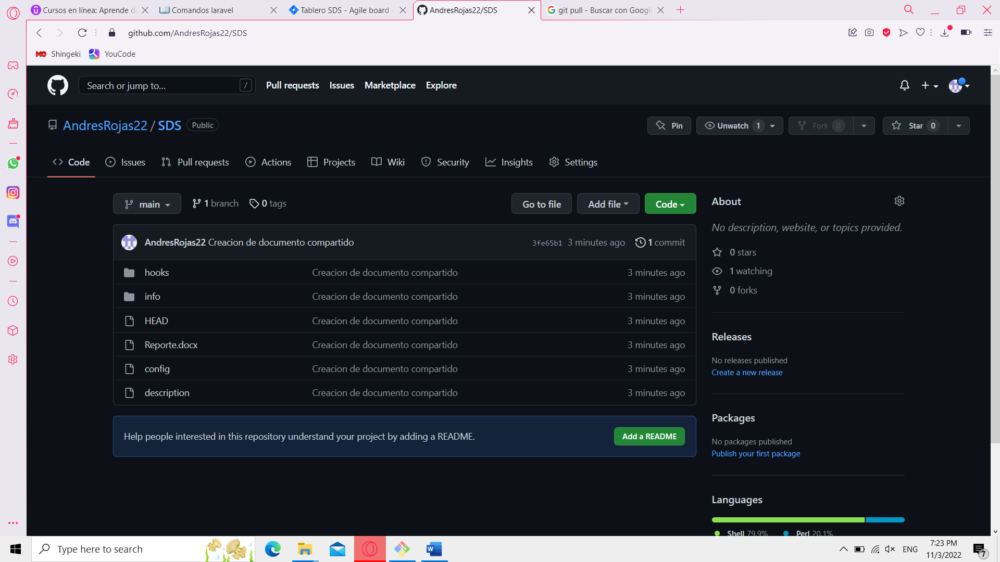 Cursos en línea: Aprende d
Comandos laravel
Tablero SDS - Agile board -
AndresRojas22/SDS
git pull - Buscar con Google
github.com/AndresRojas22/SDS
MO Shingeki
YouCode
Search or jump to...
/
Pull requests
Issues
Marketplace
Explore
AndresRojas22 / SDS
Public
Pin
Unwatch 1
Fork 0
Star 0
Code
Issues
Pull requests
Actions
Projects
Wiki
Security
Insights
Settings
main
1 branch
0 tags
Go to file
Add file
Code
AndresRojas22 Creacion de documento compartido
3fe65b1 3 minutes ago
1 commit
hooks Creacion de documento compartido 3 minutes ago
info Creacion de documento compartido 3 minutes ago
HEAD Creacion de documento compartido 3 minutes ago
Reporte.docx Creacion de documento compartido 3 minutes ago
config Creacion de documento compartido 3 minutes ago
description Creacion de documento compartido 3 minutes ago
Help people interested in this repository understand your project by adding a README.
Add a README
About
No description, website, or topics provided.
0 stars
1 watching
0 forks
Releases
No releases published
Create a new release
Packages
No packages published
Publish your first package
Languages
Shell 79.9%
Perl 20.1%
Type here to search
W
ENG
7:23 PM
11/3/2022
7